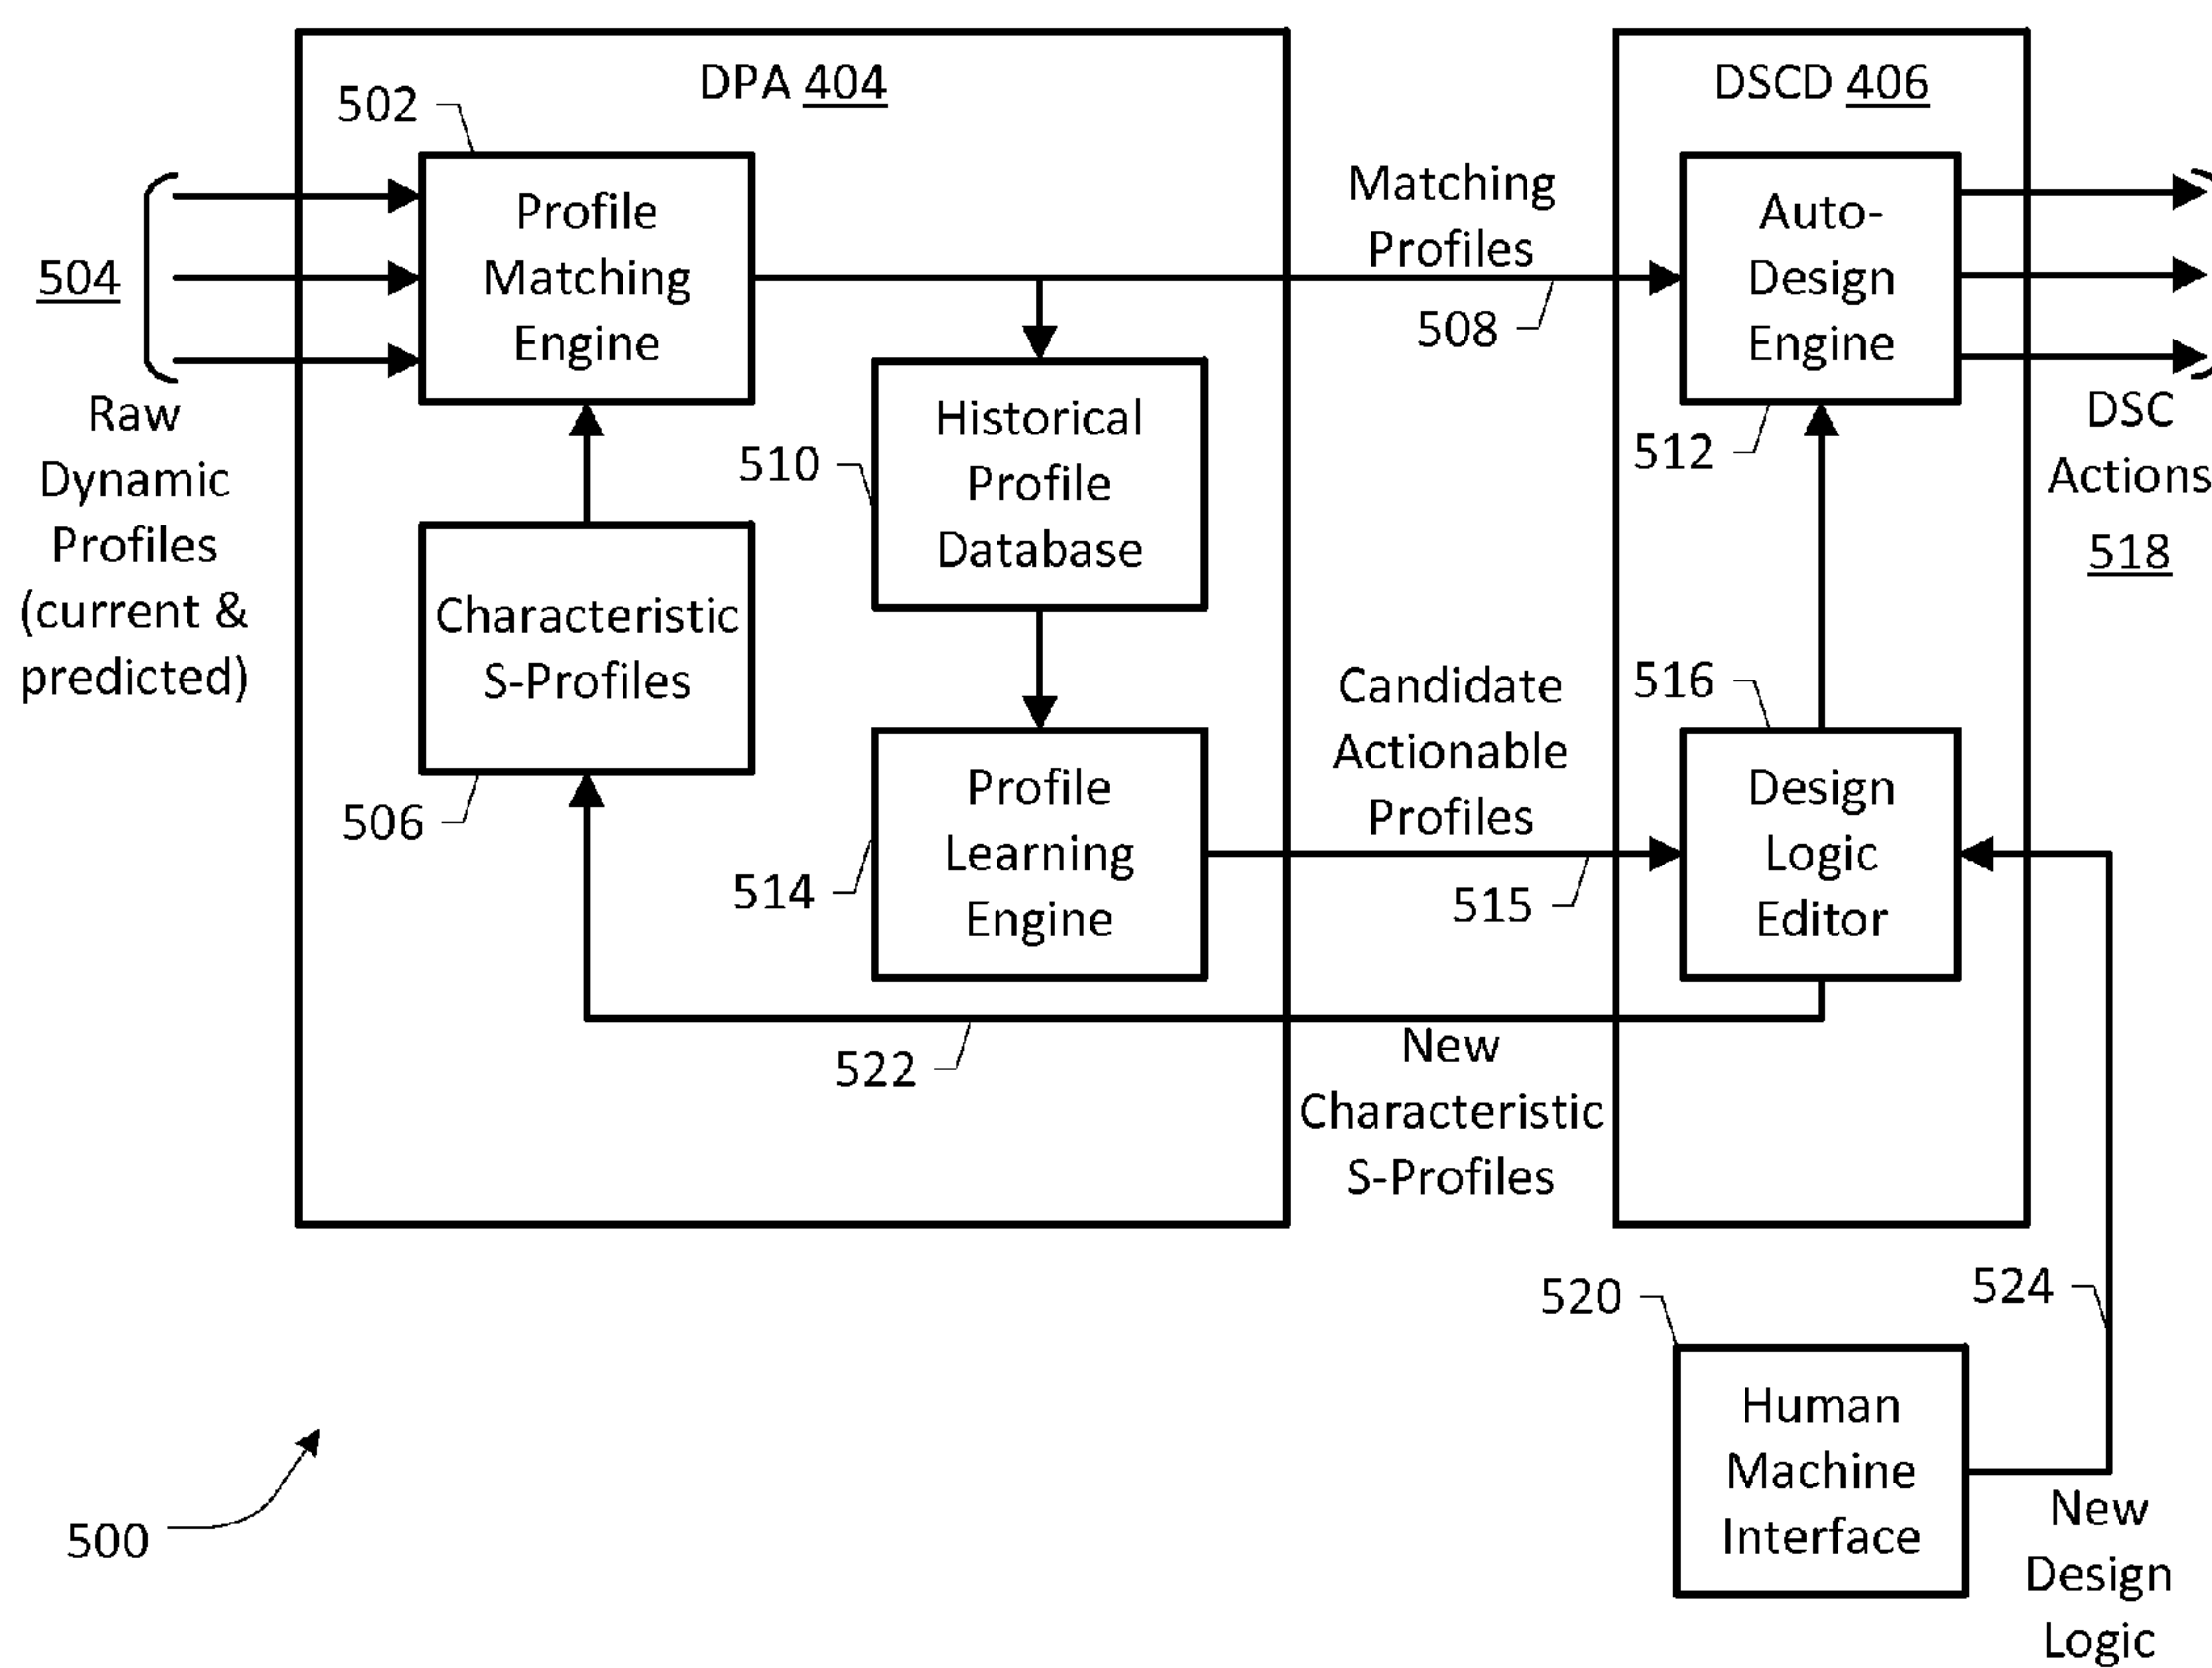 DPA 404
DSCD 406
502
Profile
Matching
Engine
504
Raw
Dynamic
Profiles
(current &
predicted)
Characteristic
S-Profiles
506
510
Historical
Profile
Database
514
Profile
Learning
Engine
Matching
Profiles
508
Candidate
Actionable
Profiles
515
522
New
Characteristic
S-Profiles
Auto-
Design
Engine
512
516
Design
Logic
Editor
DSC
Actions
518
520
Human
Machine
Interface
524
New
Design
Logic
500